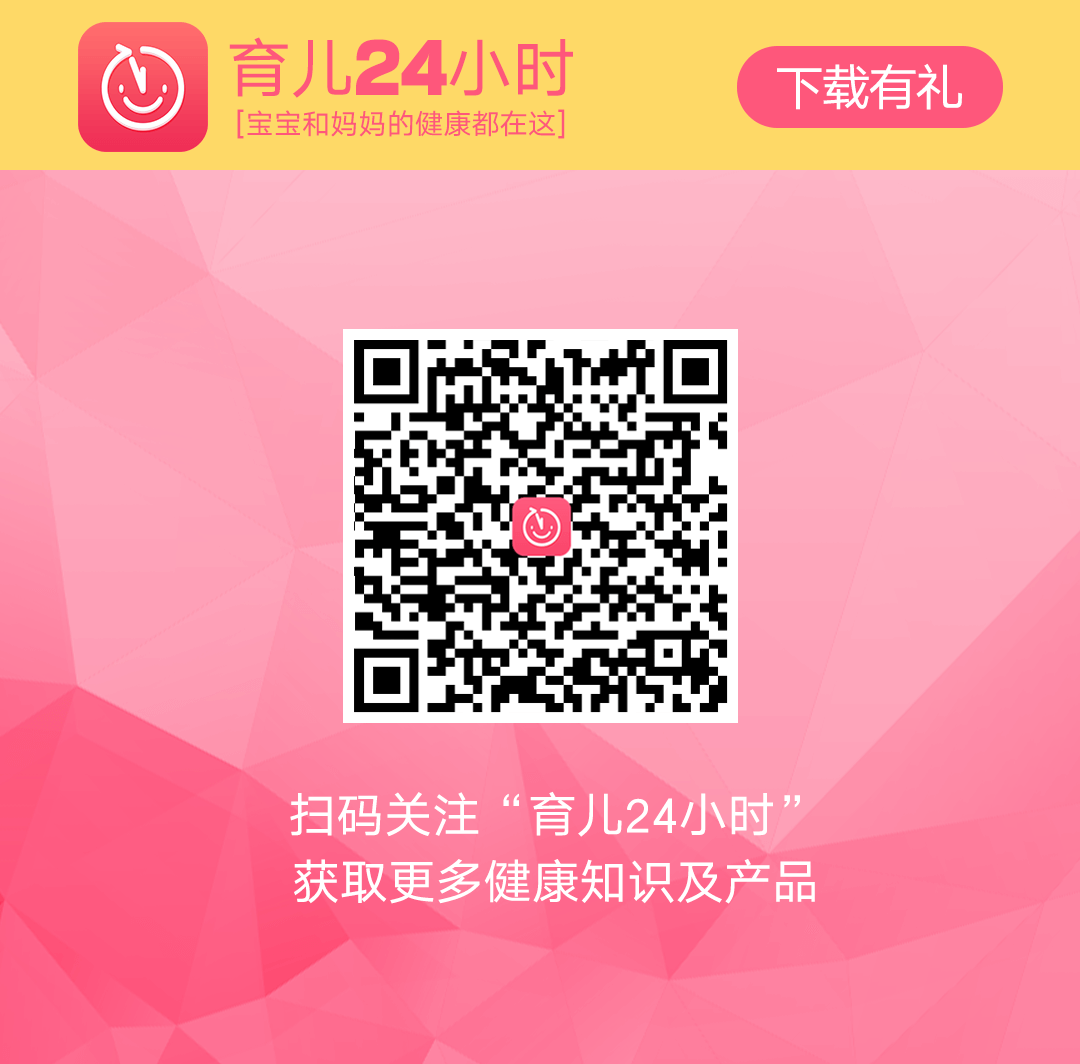 育儿24小时
[宝宝和妈妈的健康都在这]
下载有礼
扫码关注“育儿24小时”
获取更多健康知识及产品